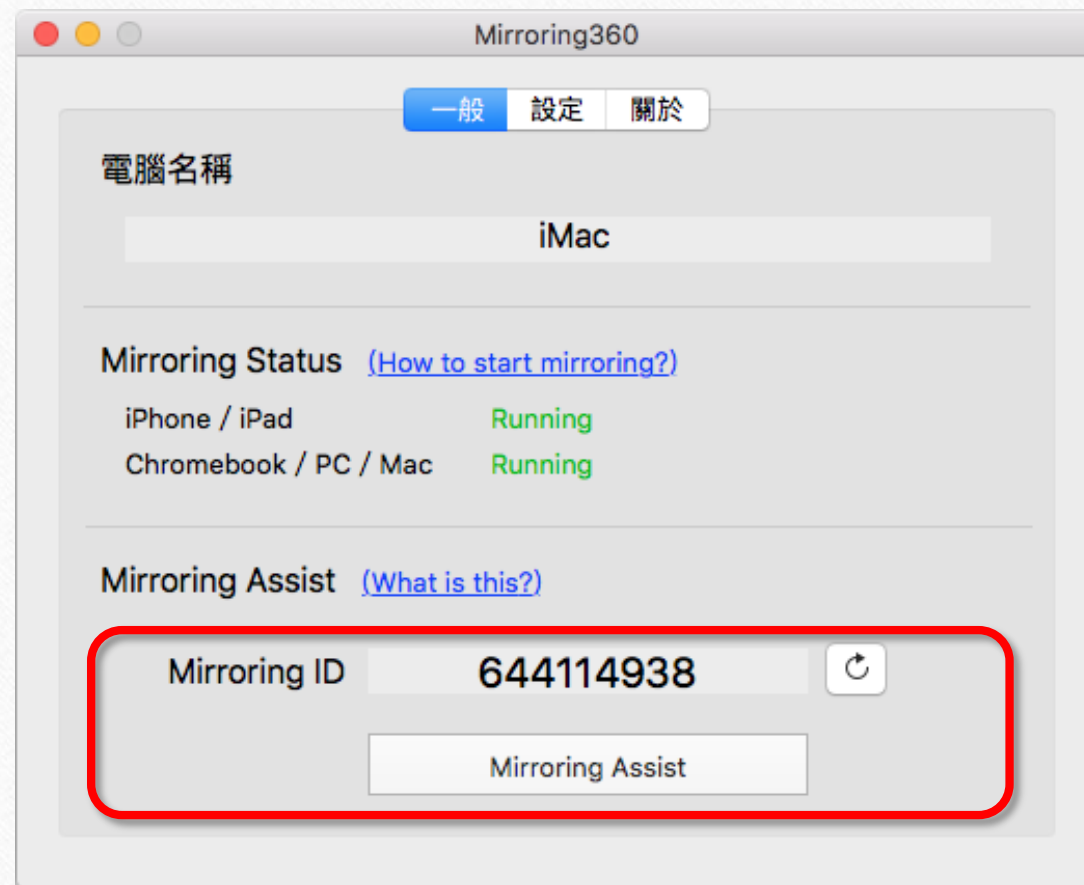 Mirroring360
一般 設定 關於
電腦名稱
iMac
Mirroring Status (How to start mirroring?)
iPhone / iPad Running
Chromebook / PC / Mac Running
Mirroring Assist (What is this?)
Mirroring ID 644114938
Mirroring Assist